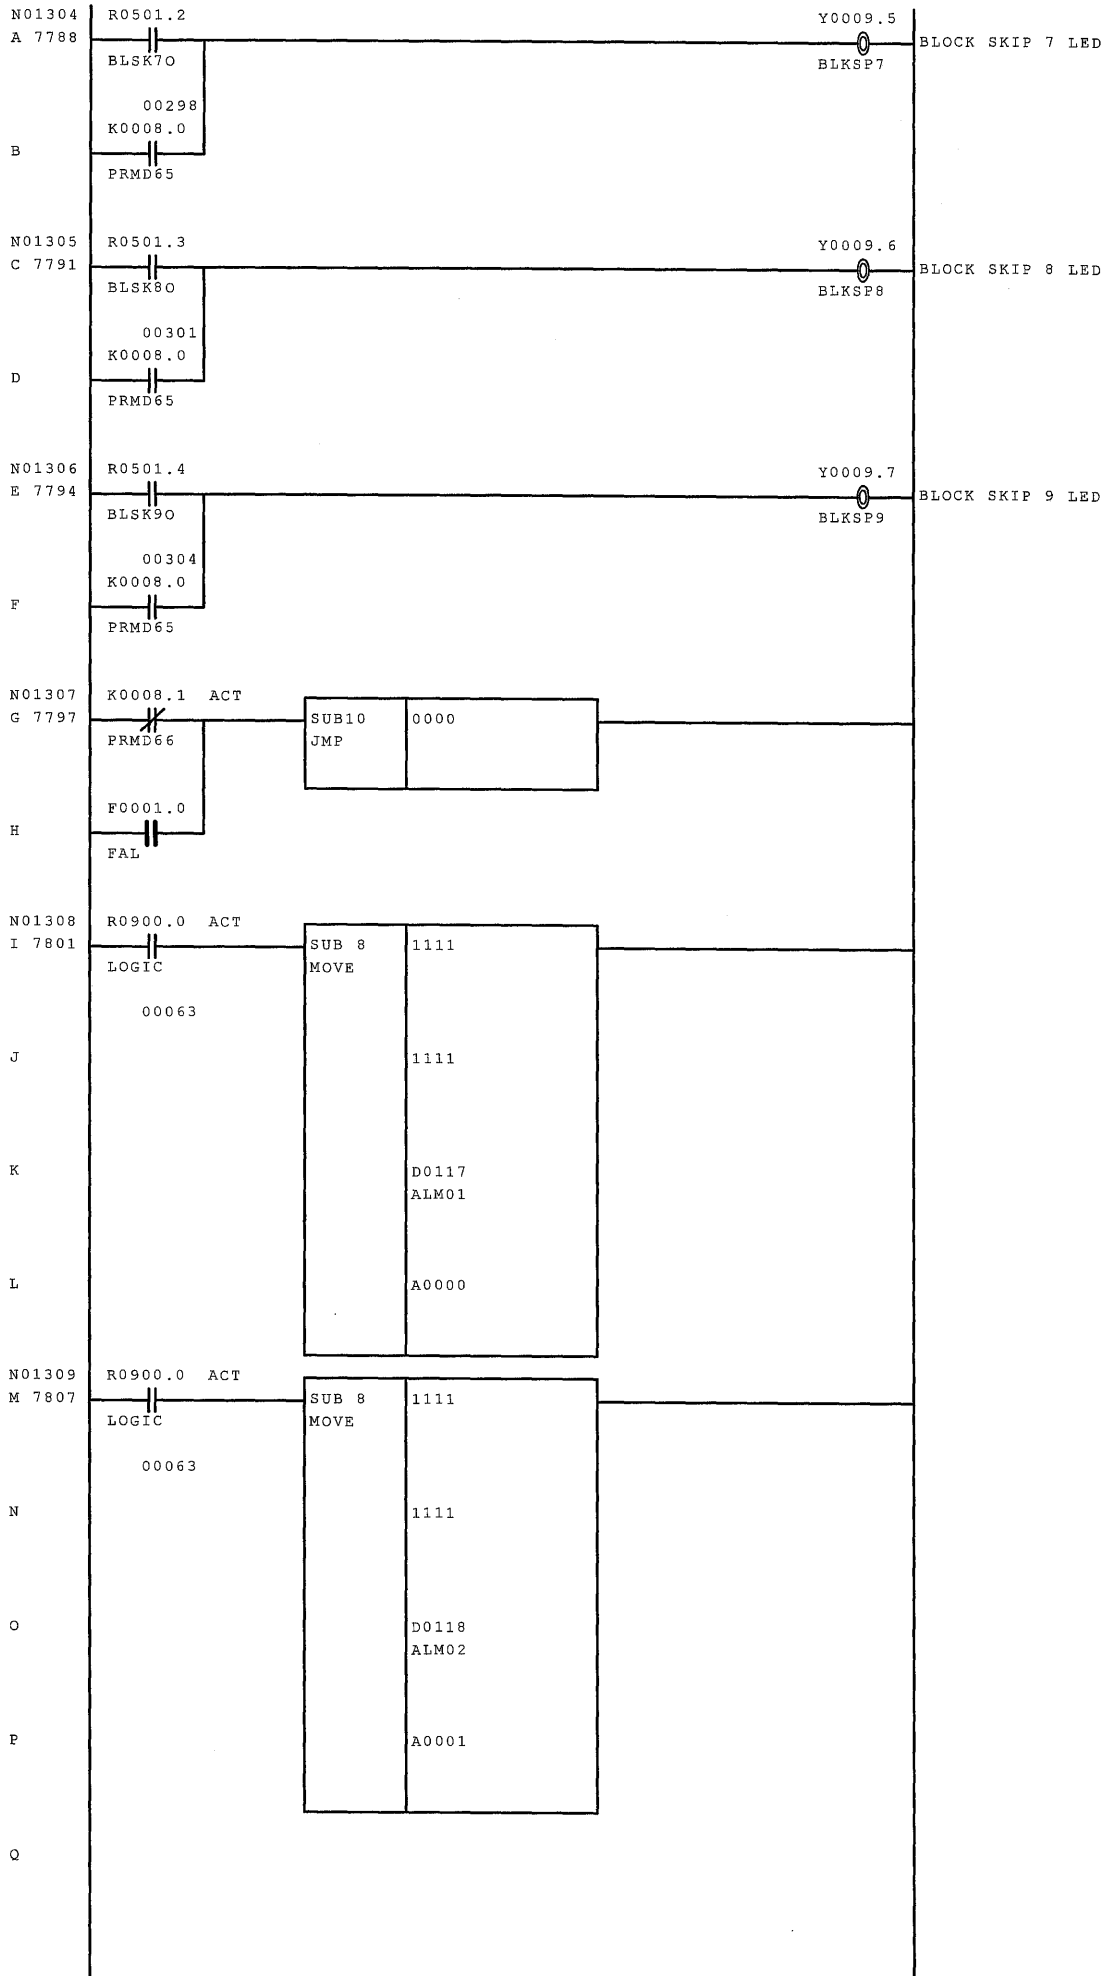 N01304 R0501.2 Y0009.5
A 7788 BLOCK SKIP 7 LED
BLSK7O BLKSP7
00298
K0008.0
B
PRMD65
N01305 R0501.3 Y0009.6
C 7791 BLOCK SKIP 8 LED
BLSK8O BLKSP8
00301
K0008.0
D
PRMD65
N01306 R0501.4 Y0009.7
E 7794 BLOCK SKIP 9 LED
BLSK9O BLKSP9
00304
K0008.0
F
PRMD65
N01307 K0008.1 ACT
G 7797 SUB10 0000
PRMD66 JMP
F0001.0
H
FAL
N01308 R0900.0 ACT
I 7801 SUB 8 1111
LOGIC MOVE
00063
J 1111
K D0117
ALM01
L A0000
N01309 R0900.0 ACT
M 7807 SUB 8 1111
LOGIC MOVE
00063
N 1111
O D0118
ALM02
P A0001
Q